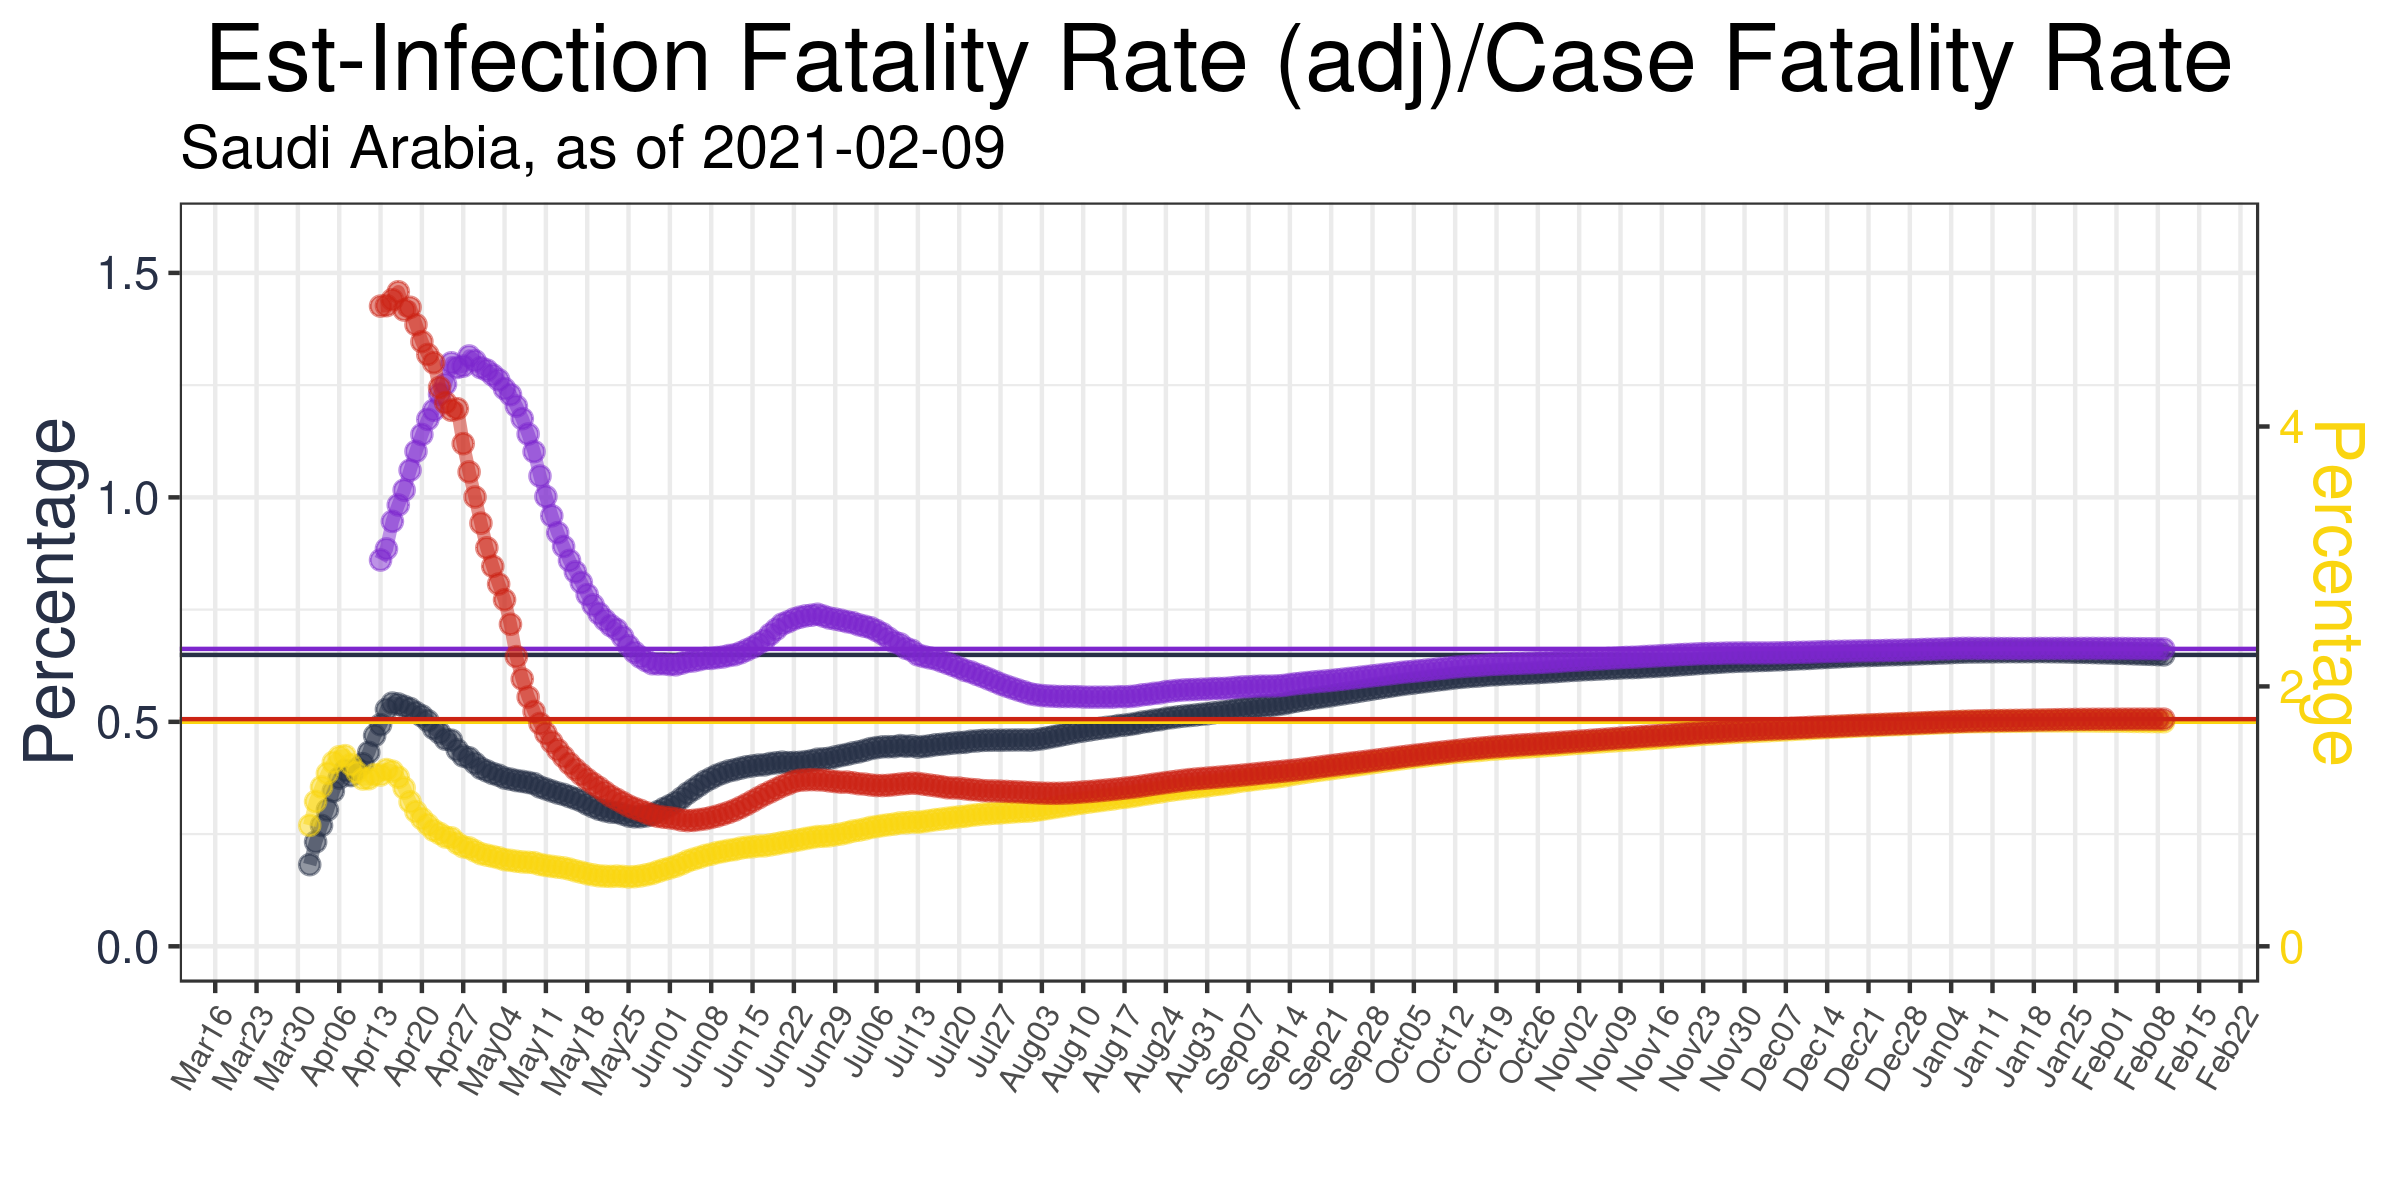 Est-Infection Fatality Rate (adj)/Case Fatality Rate
Saudi Arabia, as of 2021-02-09
Percentage
1.5
1.0
0.5
0.0
4
2
0
Percentage
Mar16
Mar23
Mar30
Apr06
Apr13
Apr20
Apr27
May04
May11
May18
May25
Jun01
Jun08
Jun15
Jun22
Jun29
Jul06
Jul13
Jul20
Jul27
Aug03
Aug10
Aug17
Aug24
Aug31
Sep07
Sep14
Sep21
Sep28
Oct05
Oct12
Oct19
Oct26
Nov02
Nov09
Nov16
Nov23
Nov30
Dec07
Dec14
Dec21
Dec28
Jan04
Jan11
Jan18
Jan25
Feb01
Feb08
Feb15
Feb22